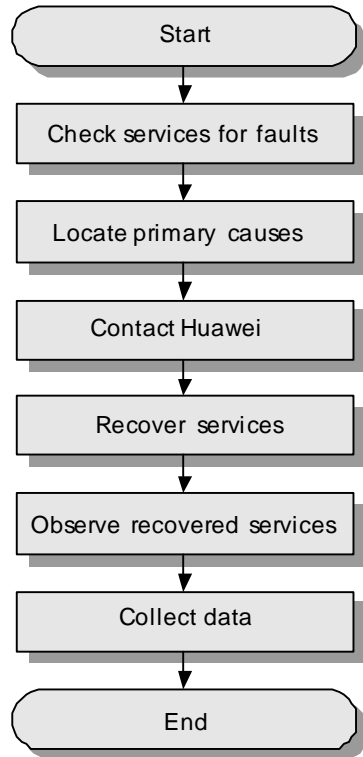 Start
Check services for faults
Locate primary causes
Contact Huawei
Recover services
Observe recovered services
Collect data
End